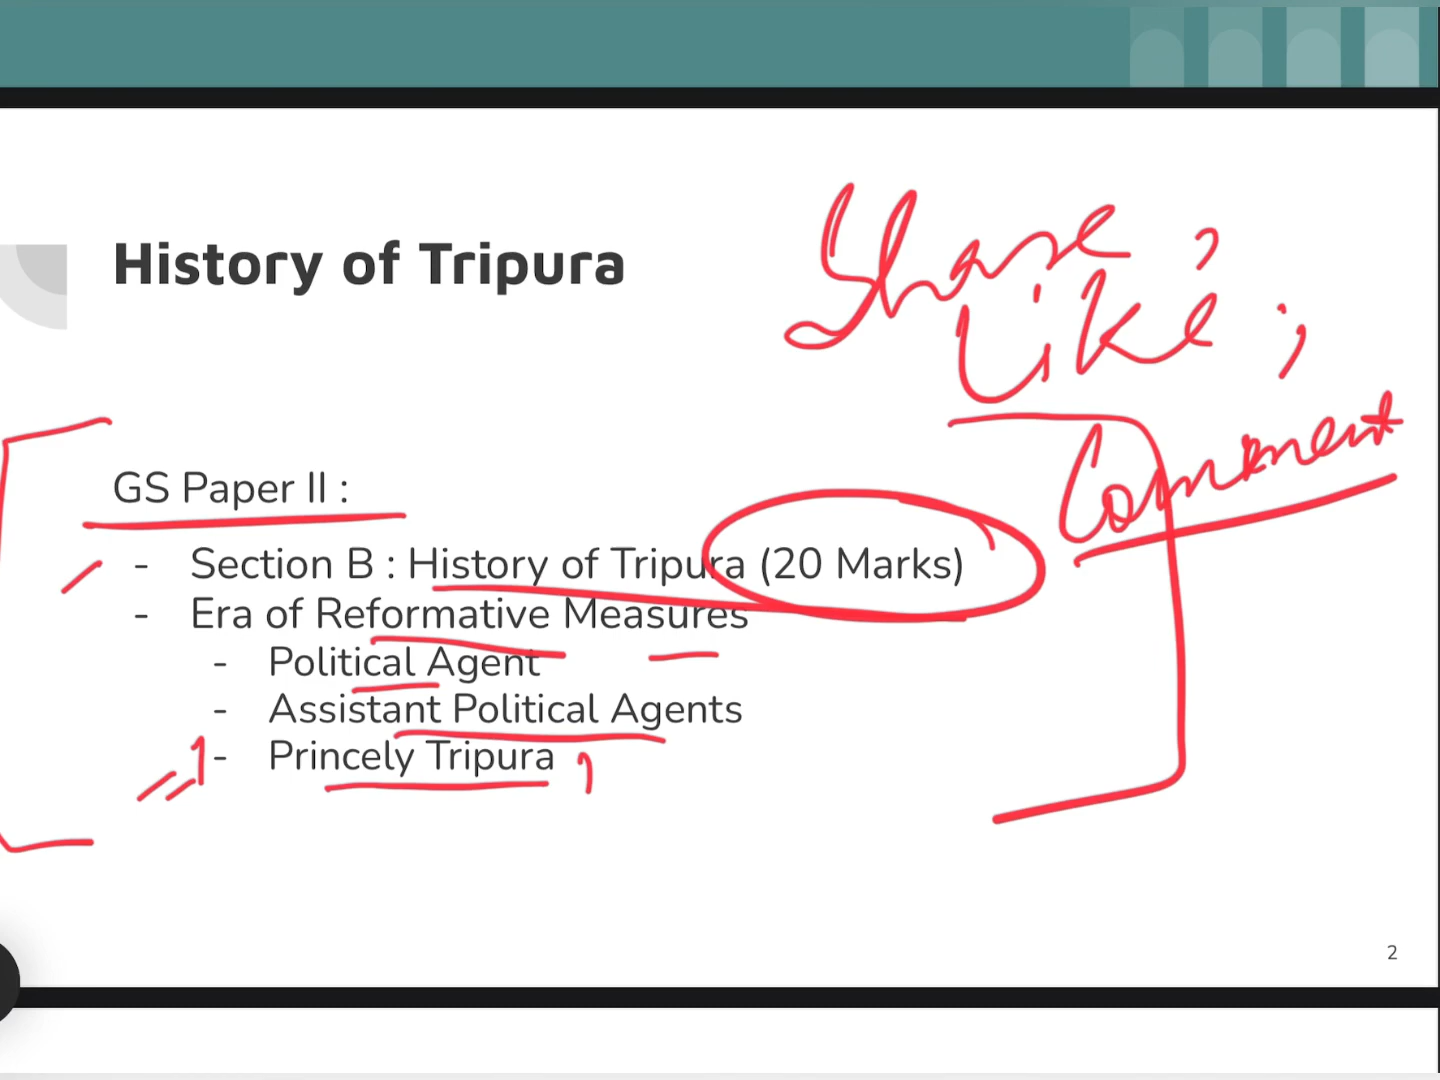 History of Tripura
Share,
Like,
Comment
GS Paper II :
- Section B : History of Tripura (20 Marks)
- Era of Reformative Measures
- Political Agent
- Assistant Political Agents
- Princely Tripura
2